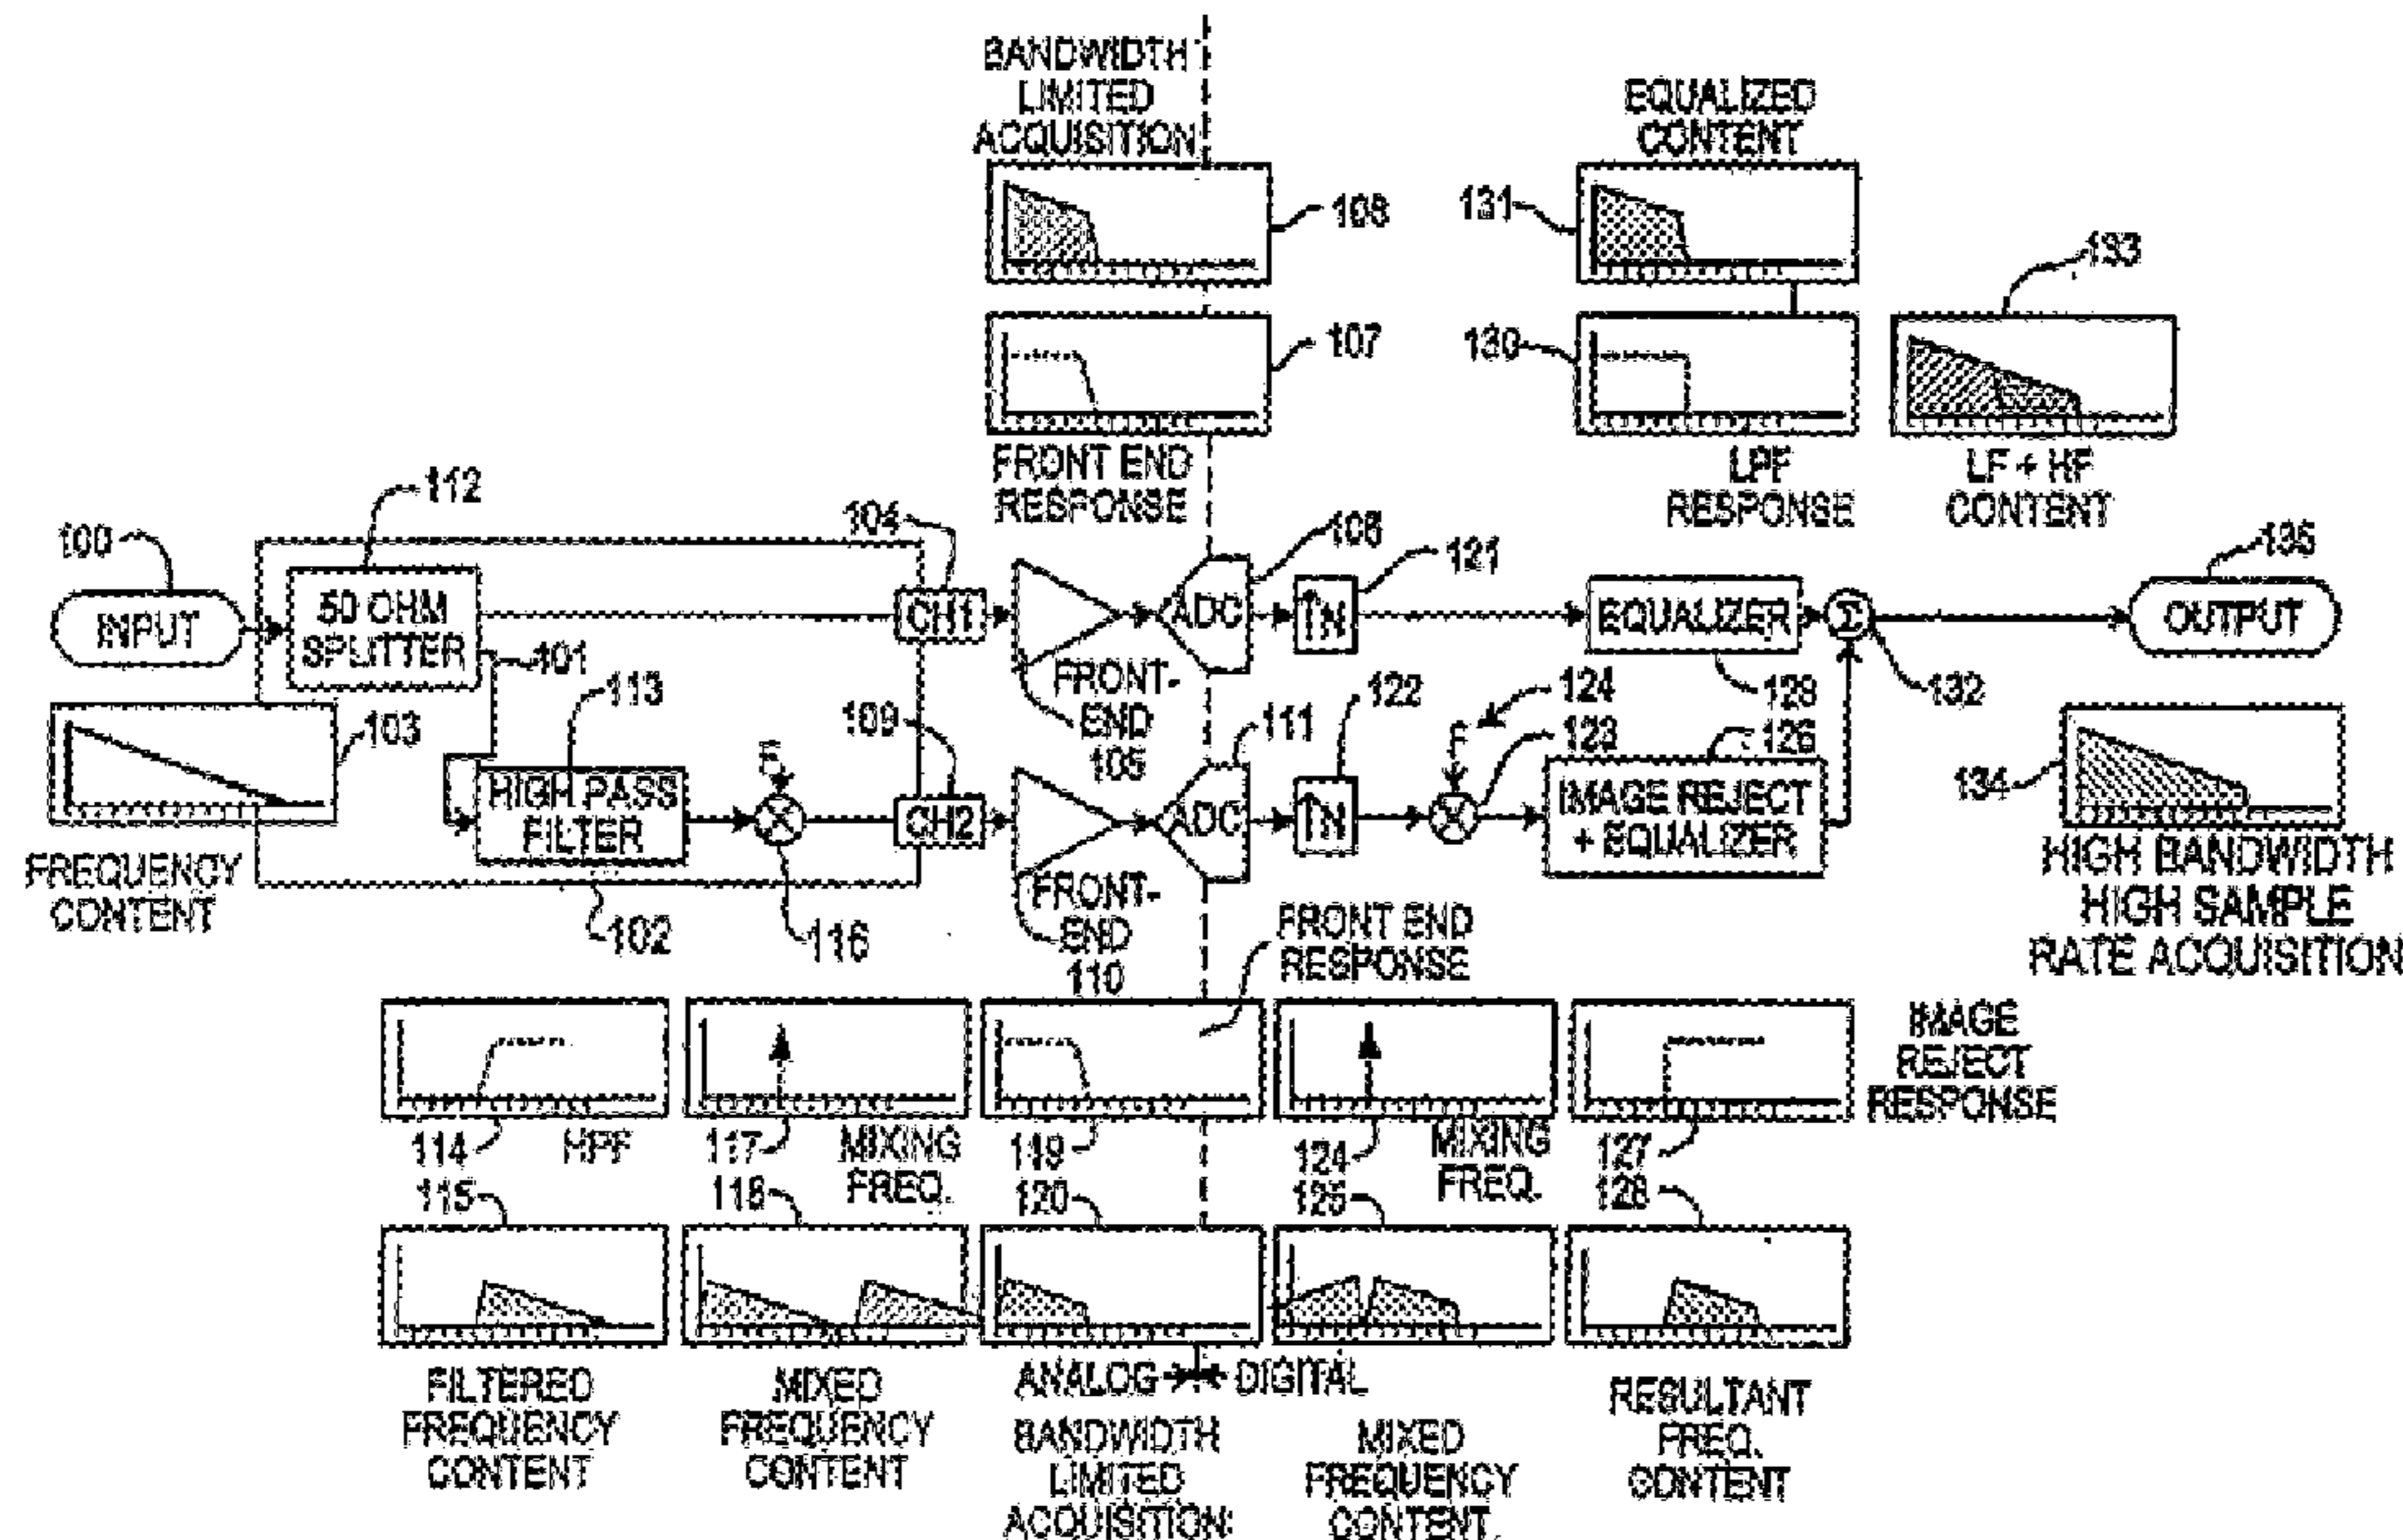 BANDWIDTH
LIMITED
ACQUISITION
EQUALIZED
CONTENT
108
131
133
107
130
FRONT END
RESPONSE
LPF
RESPONSE
LF + HF
CONTENT
112
100
104
106
121
135
INPUT
50 OHM
SPLITTER
CH1
ADC
↑N
EQUALIZER
Σ
OUTPUT
101
113
FRONT-
END
105
103
109
111
122
124
129
132
123
126
F
HIGH PASS
FILTER
CH2
ADC
↑N
IMAGE REJECT
+ EQUALIZER
134
FREQUENCY
CONTENT
102
116
FRONT-
END
110
FRONT END
RESPONSE
HIGH BANDWIDTH
HIGH SAMPLE
RATE ACQUISITION
IMAGE
REJECT
RESPONSE
114
HPF
117
MIXING
FREQ.
119
124
MIXING
FREQ.
127
115
118
120
125
128
ANALOG
DIGITAL
FILTERED
FREQUENCY
CONTENT
MIXED
FREQUENCY
CONTENT
BANDWIDTH
LIMITED
ACQUISITION
MIXED
FREQUENCY
CONTENT
RESULTANT
FREQ.
CONTENT